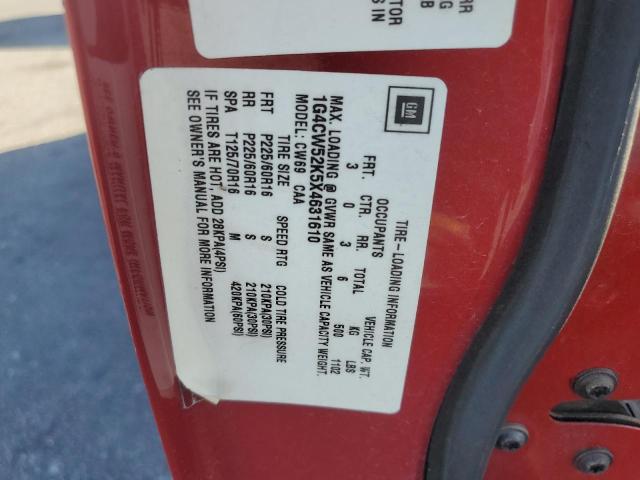 RR
G
B
TOR
S IN
GM
TIRE-LOADING INFORMATION
OCCUPANTS VEHICLE CAP. WT.
FRT. CTR. RR. TOTAL KG LBS
3 0 3 6 500 1102
MAX. LOADING @ GVWR SAME AS VEHICLE CAPACITY WEIGHT.
1G4CW52K5X4631610
MODEL: CW69 CAA
TIRE SIZE SPEED RTG COLD TIRE PRESSURE
FRT P225/60R16 S 210KPA(30PSI)
RR P225/60R16 S 210KPA(30PSI)
SPA T125/70R16 M 420KPA(60PSI)
IF TIRES ARE HOT, ADD 28KPA(4PSI)
SEE OWNER'S MANUAL FOR MORE INFORMATION